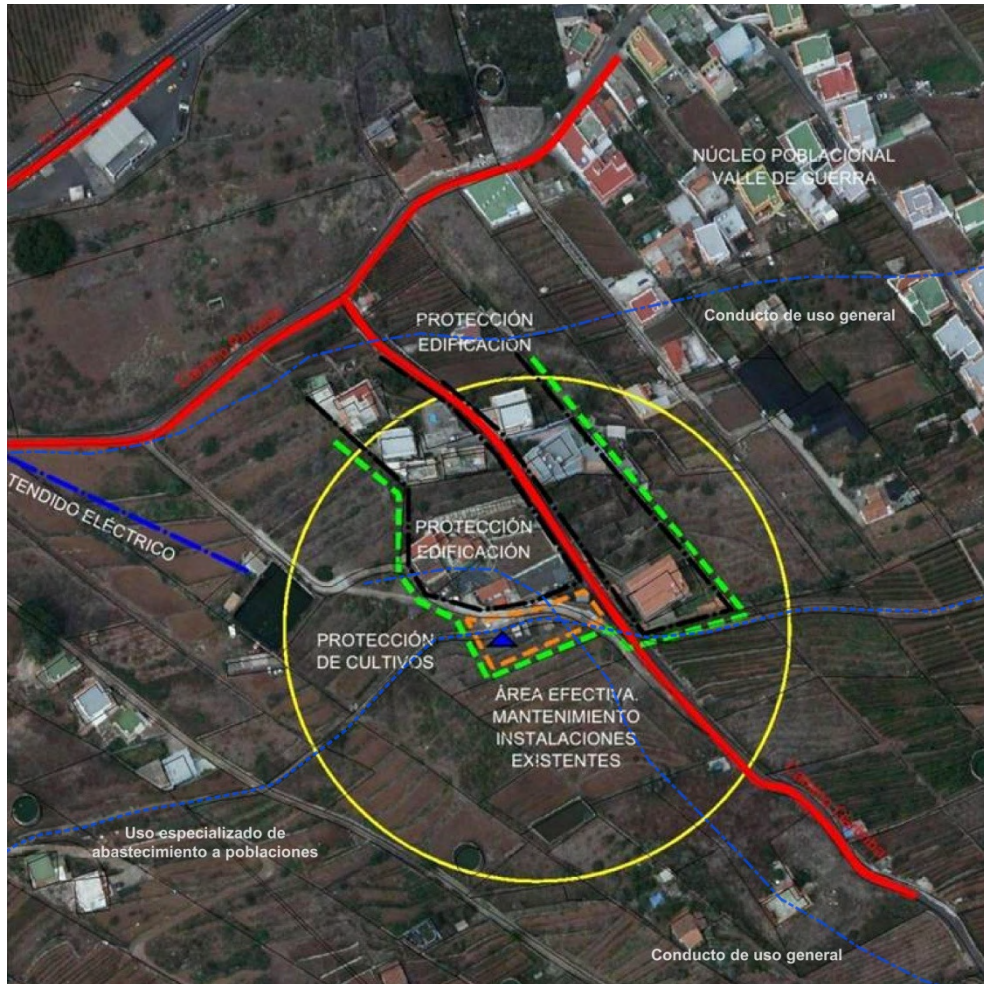 NÚCLEO POBLACIONAL
VALLE DE GUERRA
Conducto de uso general
PROTECCIÓN
EDIFICACIÓN
TENDIDO ELÉCTRICO
PROTECCIÓN
EDIFICACIÓN
PROTECCIÓN
DE CULTIVOS
ÁREA EFECTIVA.
MANTENIMIENTO
INSTALACIONES
EXISTENTES
Uso especializado de
abastecimiento a poblaciones
Conducto de uso general